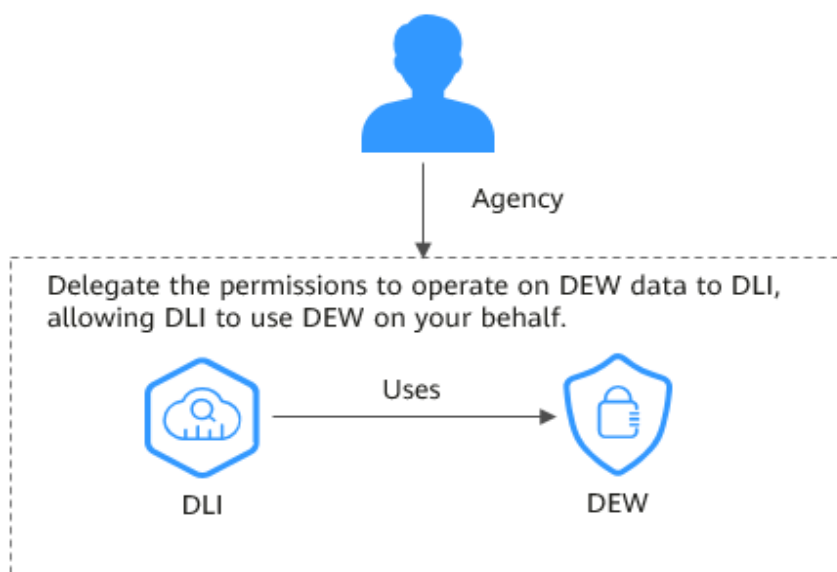 Agency
Delegate the permissions to operate on DEW data to DLI,
allowing DLI to use DEW on your behalf.
Uses
DLI
DEW